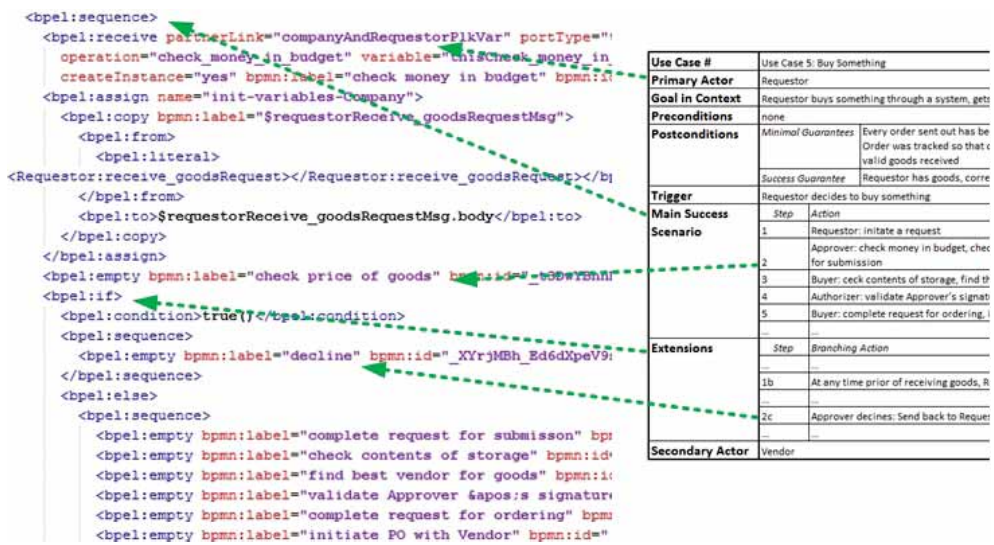 <bpel:sequence>
<bpel:receive partnerLink="companyAndRequestorPlkVar" portType="
operation="check_money_in_budget" variable="thisCheck_money_in_
createInstance="yes" bpmn:label="check money in budget"
<bpel:assign name="init-variables-Company">
<bpel:copy bpmn:label="$requestorReceive_goodsRequestMsg">
<bpel:from>
<bpel:literal>
<Requestor:receive_goodsRequest></Requestor:receive_goodsRequest>
</bpel:from>
<bpel:to>$requestorReceive_goodsRequestMsg.body</bpel:to>
</bpel:copy>
</bpel:assign>
<bpel:empty bpmn:label="check price of goods"
<bpel:if>
<bpel:condition>true()</bpel:condition>
<bpel:sequence>
<bpel:empty bpmn:label="decline" bpmn:id="_XYrjMBh_Ed6dXpeV9
</bpel:sequence>
<bpel:else>
<bpel:sequence>
<bpel:empty bpmn:label="complete request for submisson"
<bpel:empty bpmn:label="check contents of storage"
<bpel:empty bpmn:label="find best vendor for goods"
<bpel:empty bpmn:label="validate Approver &apos;s signature
<bpel:empty bpmn:label="complete request for ordering"
<bpel:empty bpmn:label="initiate PO with Vendor" bpmn:id="
Use Case # Use Case 5: Buy Something
Primary Actor Requestor
Goal in Context Requestor buys something through a system, gets
Preconditions none
Postconditions Minimal Guarantees Every order sent out has be
Order was tracked so that
valid goods received
Success Guarantee Requestor has goods, corre
Trigger Requestor decides to buy something
Main Success Step Action
Scenario 1 Requestor: initate a request
Approver: check money in budget, chec
2 for submission
3 Buyer: ceck contents of storage, find th
4 Authorizer: validate Approver's signat
5 Buyer: complete request for ordering,
... ...
Extensions Step Branching Action
... ...
1b At any time prior of receiving goods, R
... ...
2c Approver declines: Send back to Reque
... ...
Secondary Actor Vendor